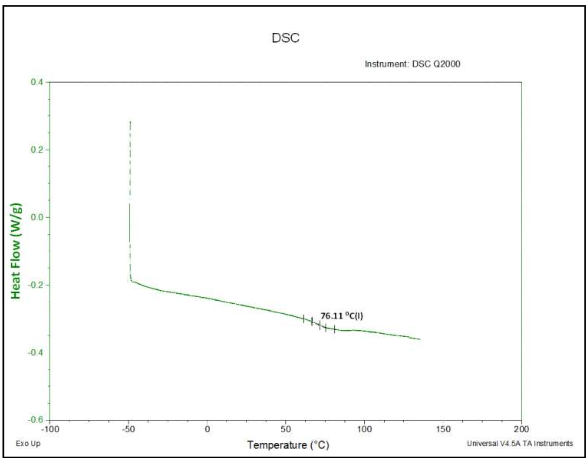 DSC
Instrument: DSC Q2000
Heat Flow (W/g)
0.4
0.2
0.0
-0.2
-0.4
-0.6
76.11 °C(I)
-100
-50
0
50
100
150
200
Exo Up
Temperature (°C)
Universal V4.5A TA Instruments